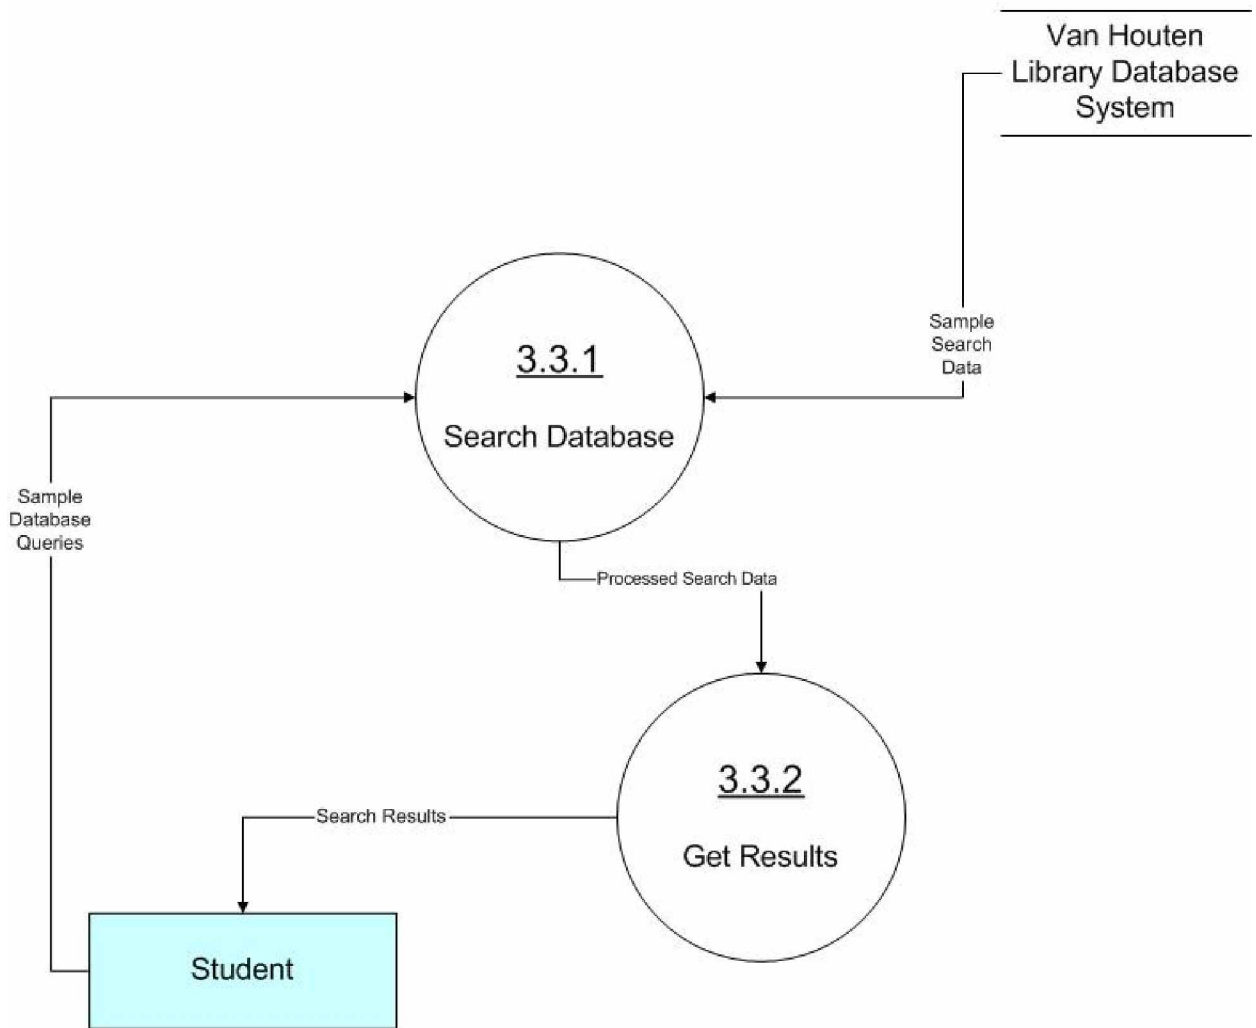 Van Houten
Library Database
System
Sample
Search
Data
3.3.1
Search Database
Sample
Database
Queries
Processed Search Data
3.3.2
Get Results
Search Results
Student